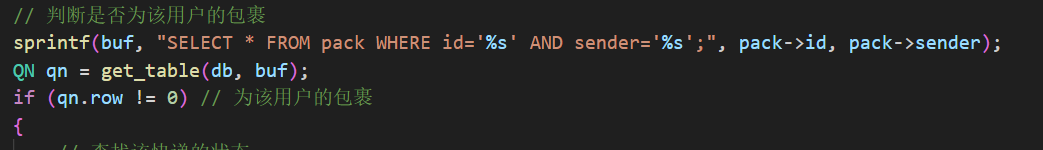 // 判断是否为该用户的包裹
sprintf(buf, "SELECT * FROM pack WHERE id='%s' AND sender='%s';", pack->id, pack->sender);
QN qn = get_table(db, buf);
if (qn.row != 0) // 为该用户的包裹
{